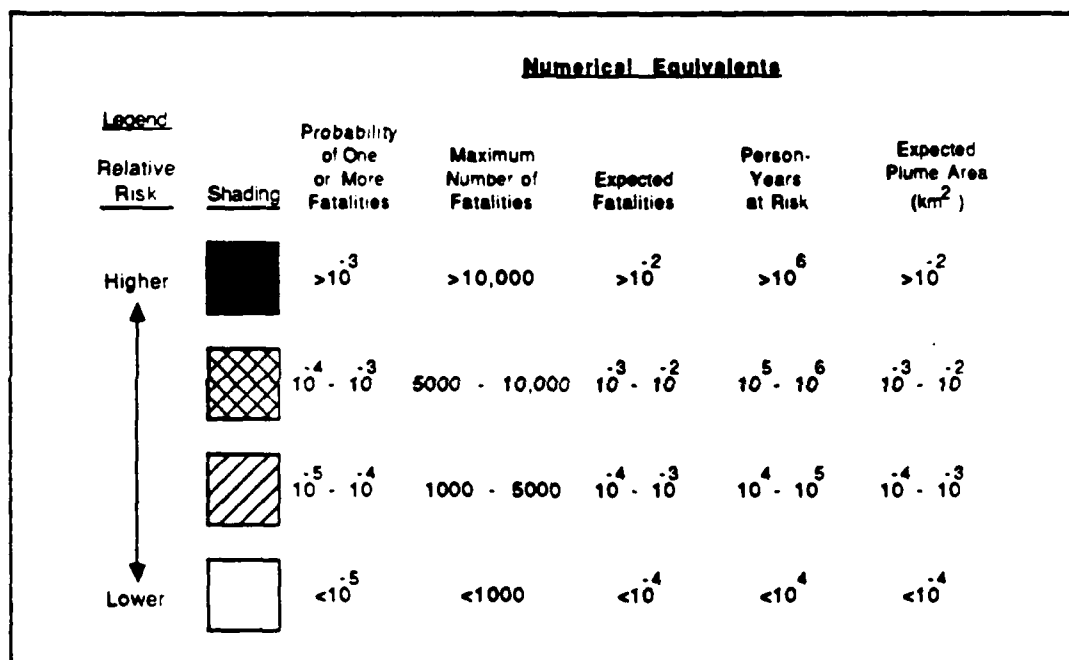 Numerical Equivalents
Legend
Relative Risk
Shading
Probability of One or More Fatalities
Maximum Number of Fatalities
Expected Fatalities
Person-Years at Risk
Expected Plume Area (km²)
Higher >10⁻³ >10,000 >10⁻² >10⁶ >10⁻²
10⁻⁴ - 10⁻³ 5000 - 10,000 10⁻³ - 10⁻² 10⁵ - 10⁶ 10⁻³ - 10⁻²
10⁻⁵ - 10⁻⁴ 1000 - 5000 10⁻⁴ - 10⁻³ 10⁴ - 10⁵ 10⁻⁴ - 10⁻³
Lower <10⁻⁵ <1000 <10⁻⁴ <10⁴ <10⁻⁴